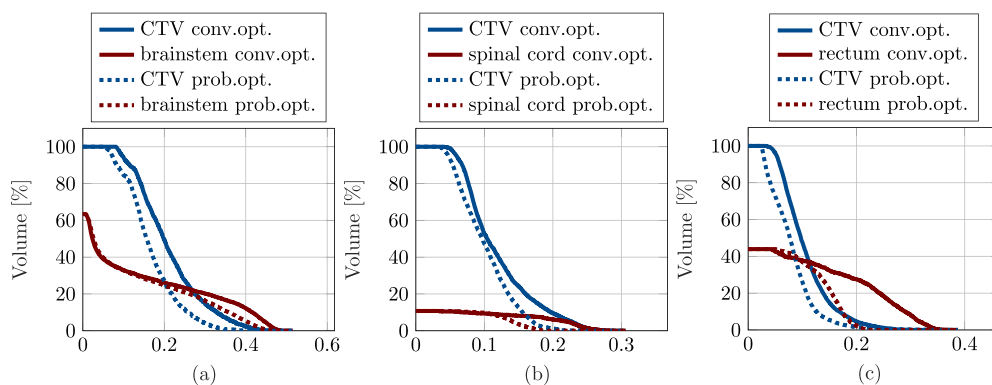 CTV conv.opt.
brainstem conv.opt.
CTV prob.opt.
brainstem prob.opt.
CTV conv.opt.
spinal cord conv.opt.
CTV prob.opt.
spinal cord prob.opt.
CTV conv.opt.
rectum conv.opt.
CTV prob.opt.
rectum prob.opt.
Volume [%]
100
80
60
40
20
0
0
0.2
0.4
0.6
(a)
Volume [%]
100
80
60
40
20
0
0
0.1
0.2
0.3
(b)
Volume [%]
100
80
60
40
20
0
0
0.2
0.4
(c)